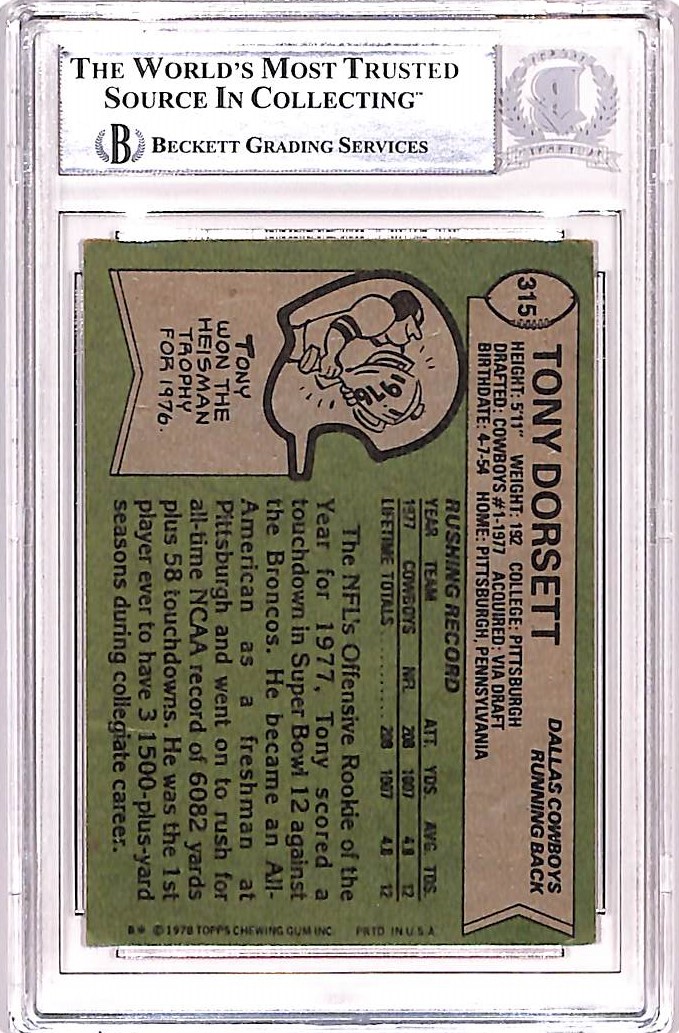 THE WORLD'S MOST TRUSTED
SOURCE IN COLLECTING™
B BECKETT GRADING SERVICES
315
TONY DORSETT
DALLAS COWBOYS
RUNNING BACK
HEIGHT: 5'11" WEIGHT: 192 COLLEGE: PITTSBURGH
DRAFTED: COWBOYS #1-1977 ACQUIRED: VIA DRAFT
BIRTHDATE: 4-7-54 HOME: PITTSBURGH, PENNSYLVANIA
RUSHING RECORD
YEAR TEAM ATT. YDS. AVG. TDS.
1977 COWBOYS NFL 208 1007 4.8 12
LIFETIME TOTALS.......... 208 1007 4.8 12
1976
TONY
WON THE
HEISMAN
TROPHY
FOR 1976.
The NFL's Offensive Rookie of the
Year for 1977, Tony scored a
touchdown in Super Bowl 12 against
the Broncos. He became an All-
American as a freshman at
Pittsburgh and went on to rush for
all-time NCAA record of 6082 yards
plus 58 touchdowns. He was the 1st
player ever to have 3 1500-plus-yard
seasons during collegiate career.
©1978 TOPPS CHEWING GUM INC. PRTD IN U.S.A.